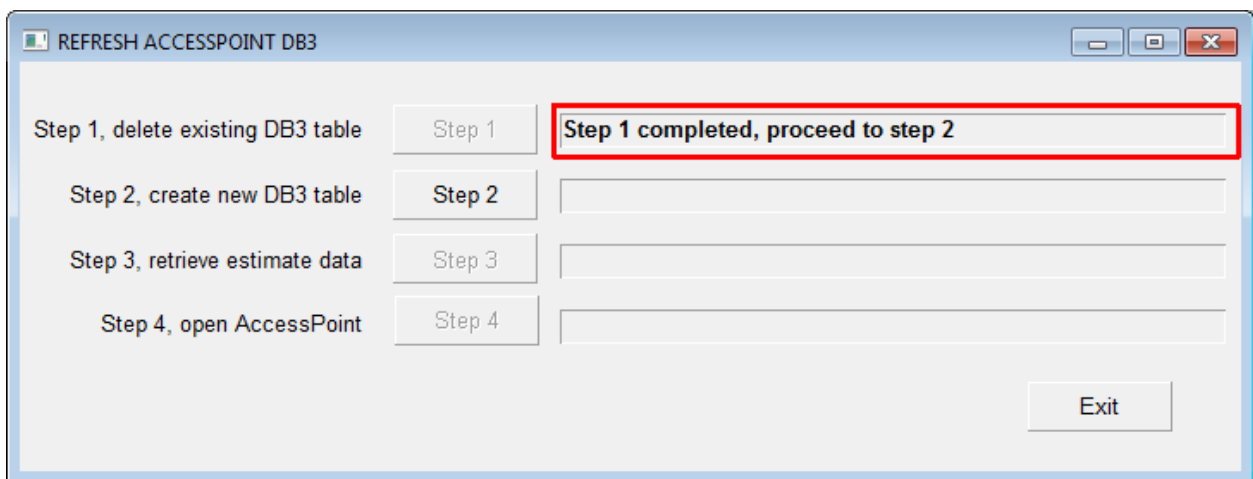 REFRESH ACCESSPOINT DB3
Step 1, delete existing DB3 table Step 1 Step 1 completed, proceed to step 2
Step 2, create new DB3 table Step 2
Step 3, retrieve estimate data Step 3
Step 4, open AccessPoint Step 4
Exit